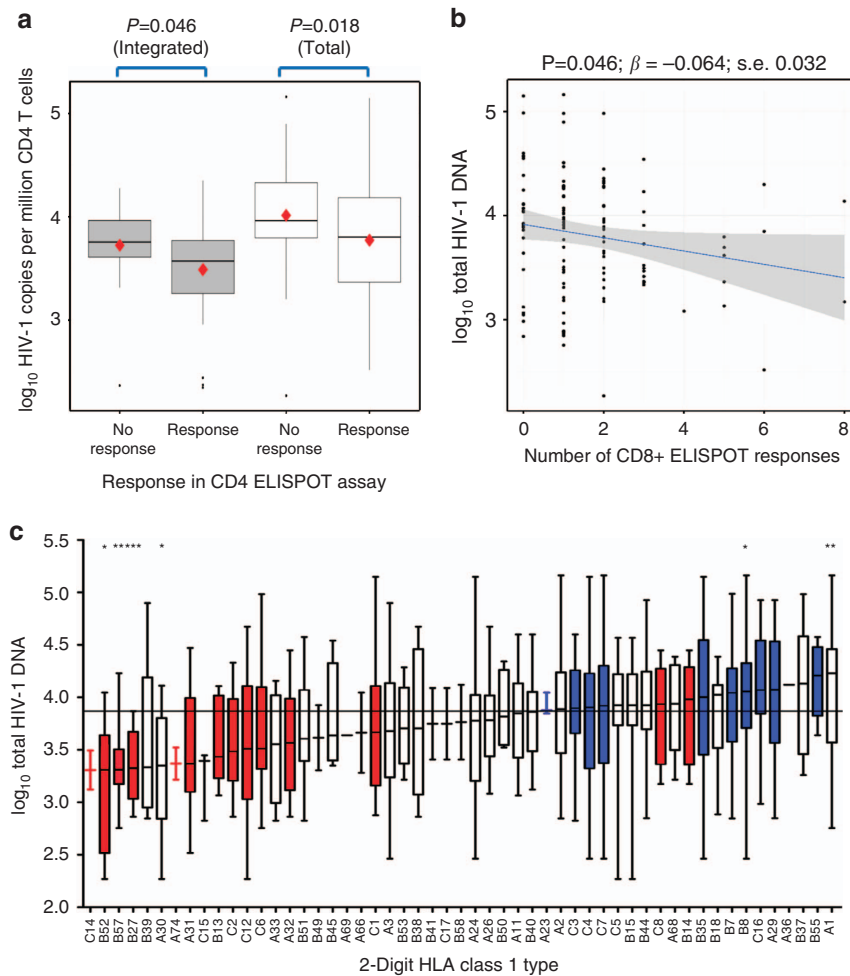 a
P=0.046
(Integrated)
P=0.018
(Total)
log10 HIV-1 copies per million CD4 T cells
5
4
3
No response
Response
No response
Response
Response in CD4 ELISPOT assay
b
P=0.046; β = –0.064; s.e. 0.032
log10 total HIV-1 DNA
5
4
3
0 2 4 6 8
Number of CD8+ ELISPOT responses
c
log10 total HIV-1 DNA
5.5
5.0
4.5
4.0
3.5
3.0
2.5
2.0
* ** *** * * **
C14 B52 B57 B27 B39 A30 A74 A31 C15 B13 C2 C12 C6 A33 A32 B51 B49 B45 A69 A66 C1 A3 B53 B38 B41 C17 B58 A24 A26 B50 A11 B40 A23 A2 C3 C4 C7 C5 B15 B44 C8 A68 B14 B35 B18 B7 B8 C16 A29 A36 B37 B55 A1
2-Digit HLA class 1 type